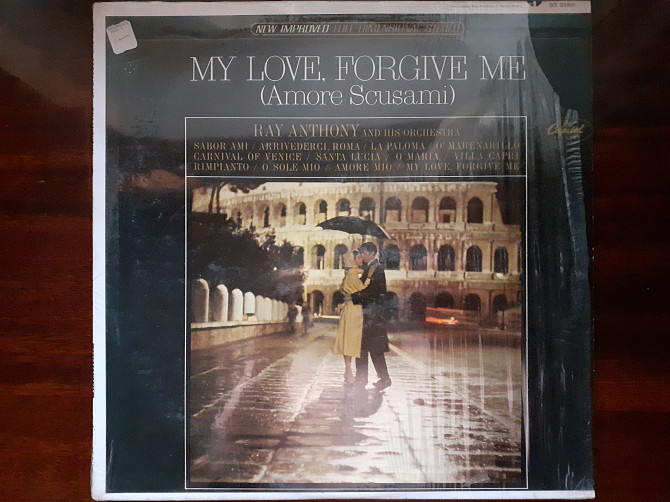 NEW IMPROVED FULL DIMENSIONAL STEREO
MY LOVE, FORGIVE ME
(Amore Scusami)
RAY ANTHONY AND HIS ORCHESTRA
SABOR AMI / ARRIVEDERCI, ROMA / LA PALOMA / O' MARENARIELLO
CARNIVAL OF VENICE / SANTA LUCIA / O MARIA / VILLA CAPRI
RIMPIANTO / O SOLE MIO / AMORE MIO / MY LOVE, FORGIVE ME
Capitol